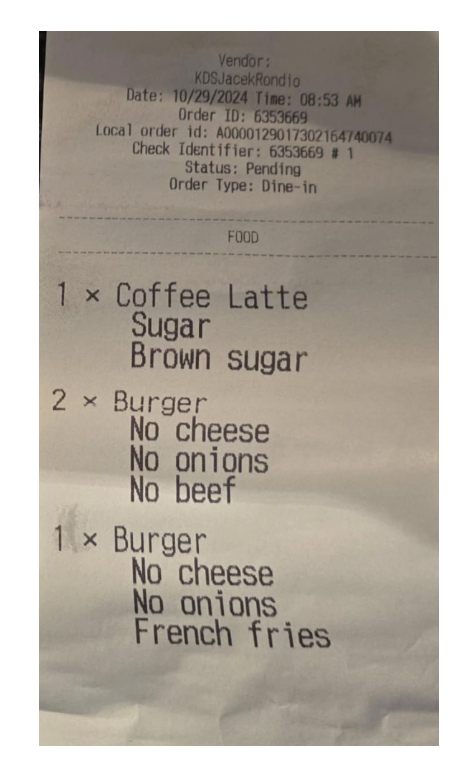 Vendor:
KDSJacekRondio
Date: 10/29/2024 Time: 08:53 AM
Order ID: 6353669
Local order id: A0000129017302164740074
Check Identifier: 6353669 # 1
Status: Pending
Order Type: Dine-in
FOOD
1 × Coffee Latte
Sugar
Brown sugar
2 × Burger
No cheese
No onions
No beef
1 × Burger
No cheese
No onions
French fries